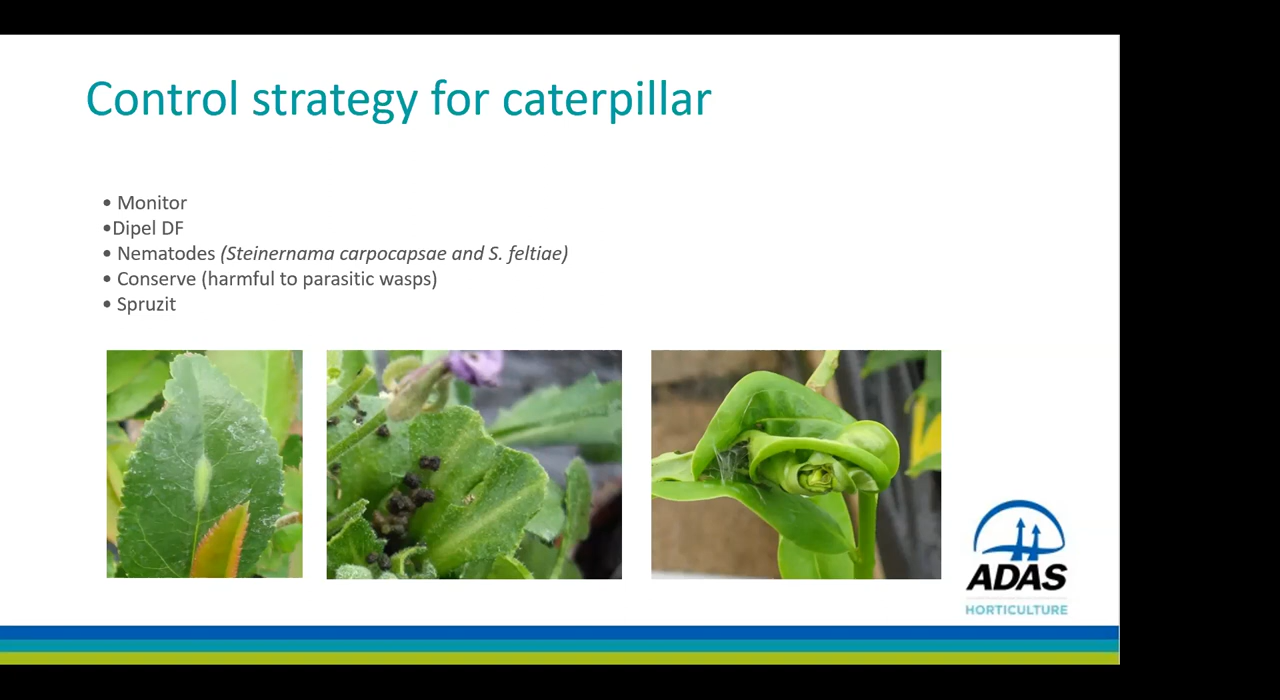 Control strategy for caterpillar
• Monitor
•Dipel DF
• Nematodes (Steinernama carpocapsae and S. feltiae)
• Conserve (harmful to parasitic wasps)
• Spruzit
ADAS
HORTICULTURE